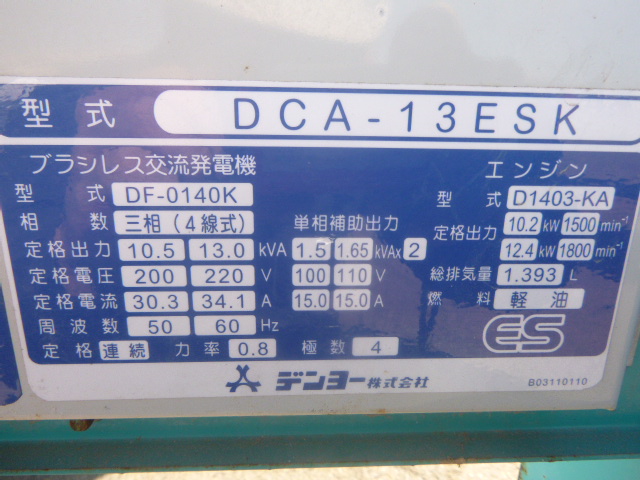 型式 DCA-13ESK
ブラシレス交流発電機
型式 DF-0140K
相数 三相(4線式) 単相補助出力
定格出力 10.5 13.0 kVA 1.5 1.65 kVAx 2
定格電圧 200 220 V 100 110 V
定格電流 30.3 34.1 A 15.0 15.0 A
周波数 50 60 Hz
定格 連続 力率 0.8 極数 4
エンジン
型式 D1403-KA
定格出力 10.2 kW 1500 min⁻¹
12.4 kW 1800 min⁻¹
総排気量 1.393 L
燃料 軽油
ES
デンヨー株式会社
B03110110